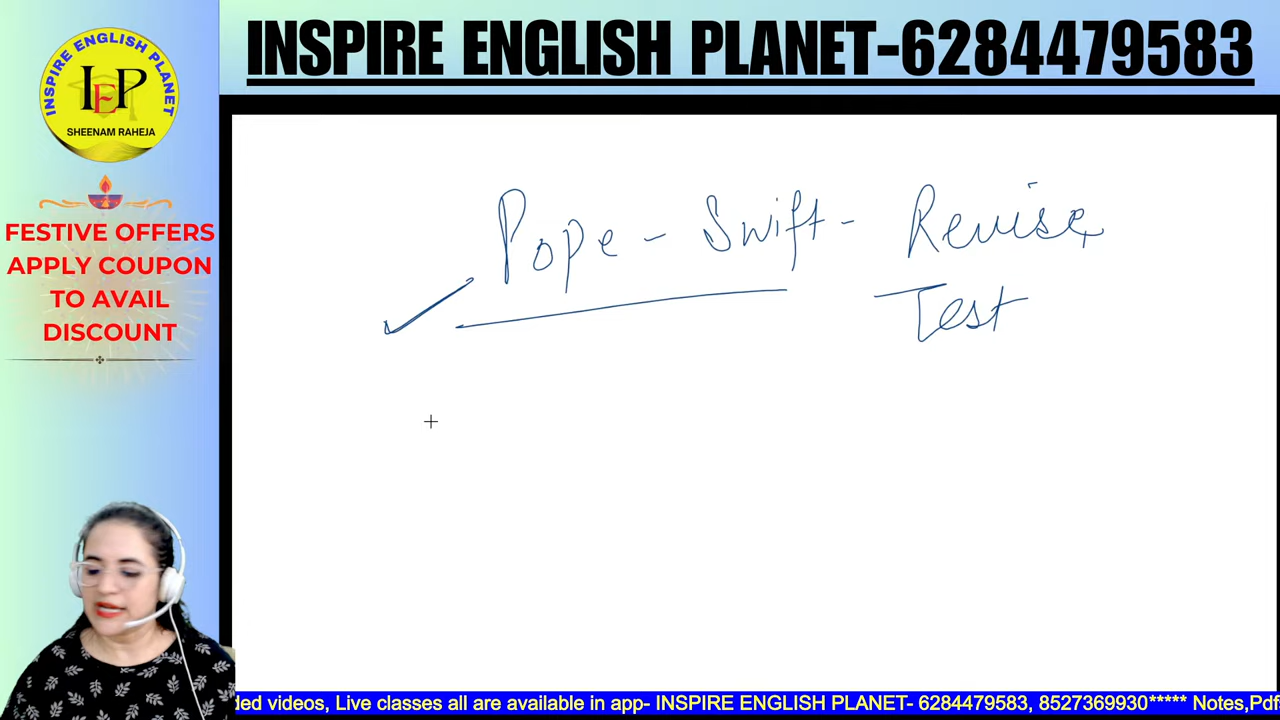 INSPIRE ENGLISH PLANET-6284479583
INSPIRE ENGLISH PLANET
IEP
SHEENAM RAHEJA
FESTIVE OFFERS
APPLY COUPON
TO AVAIL
DISCOUNT
Pope - Swift - Revise
Test
ded videos, Live classes all are available in app- INSPIRE ENGLISH PLANET- 6284479583, 8527369930***** Notes,Pdf